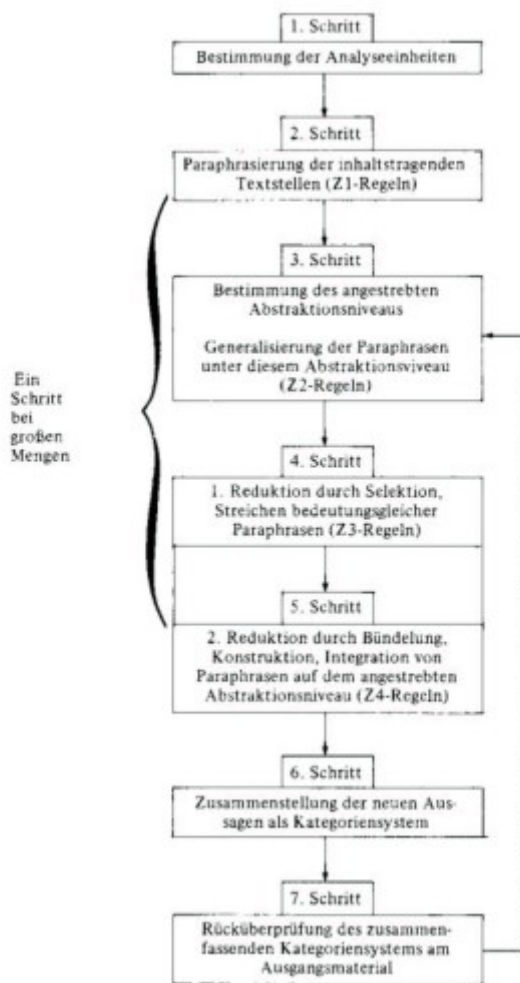 1. Schritt
Bestimmung der Analyseeinheiten
2. Schritt
Paraphrasierung der inhaltstragenden
Textstellen (Z1-Regeln)
3. Schritt
Bestimmung des angestrebten
Abstraktionsniveaus
Generalisierung der Paraphrasen
unter diesem Abstraktionsviveau
(Z2-Regeln)
Ein
Schritt
bei
großen
Mengen
4. Schritt
1. Reduktion durch Selektion,
Streichen bedeutungsgleicher
Paraphrasen (Z3-Regeln)
5. Schritt
2. Reduktion durch Bündelung,
Konstruktion, Integration von
Paraphrasen auf dem angestrebten
Abstraktionsniveau (Z4-Regeln)
6. Schritt
Zusammenstellung der neuen Aus-
sagen als Kategoriensystem
7. Schritt
Rücküberprüfung des zusammen-
fassenden Kategoriensystems am
Ausgangsmaterial